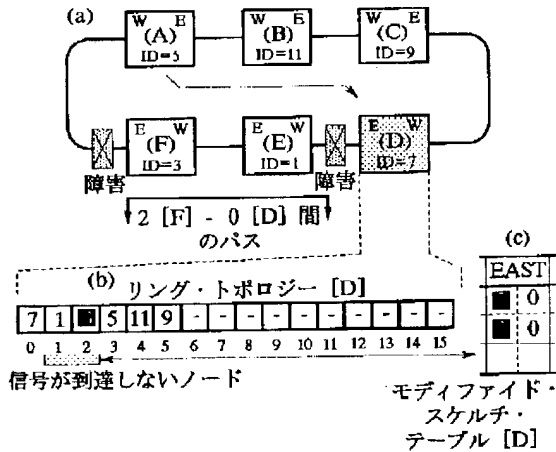 (a)
W E
(A)
ID=5
W E
(B)
ID=11
W E
(C)
ID=9
E W
(F)
ID=3
E W
(E)
ID=1
E W
(D)
ID=7
障害
障害
2 [F] - 0 [D] 間
のパス
(b)
リング・トポロジー [D]
7 1 5 11 9 - - - - - - - - - -
0 1 2 3 4 5 6 7 8 9 10 11 12 13 14 15
信号が到達しないノード
(c)
EAST
0
0
モディファイド・
スケルチ・
テーブル [D]